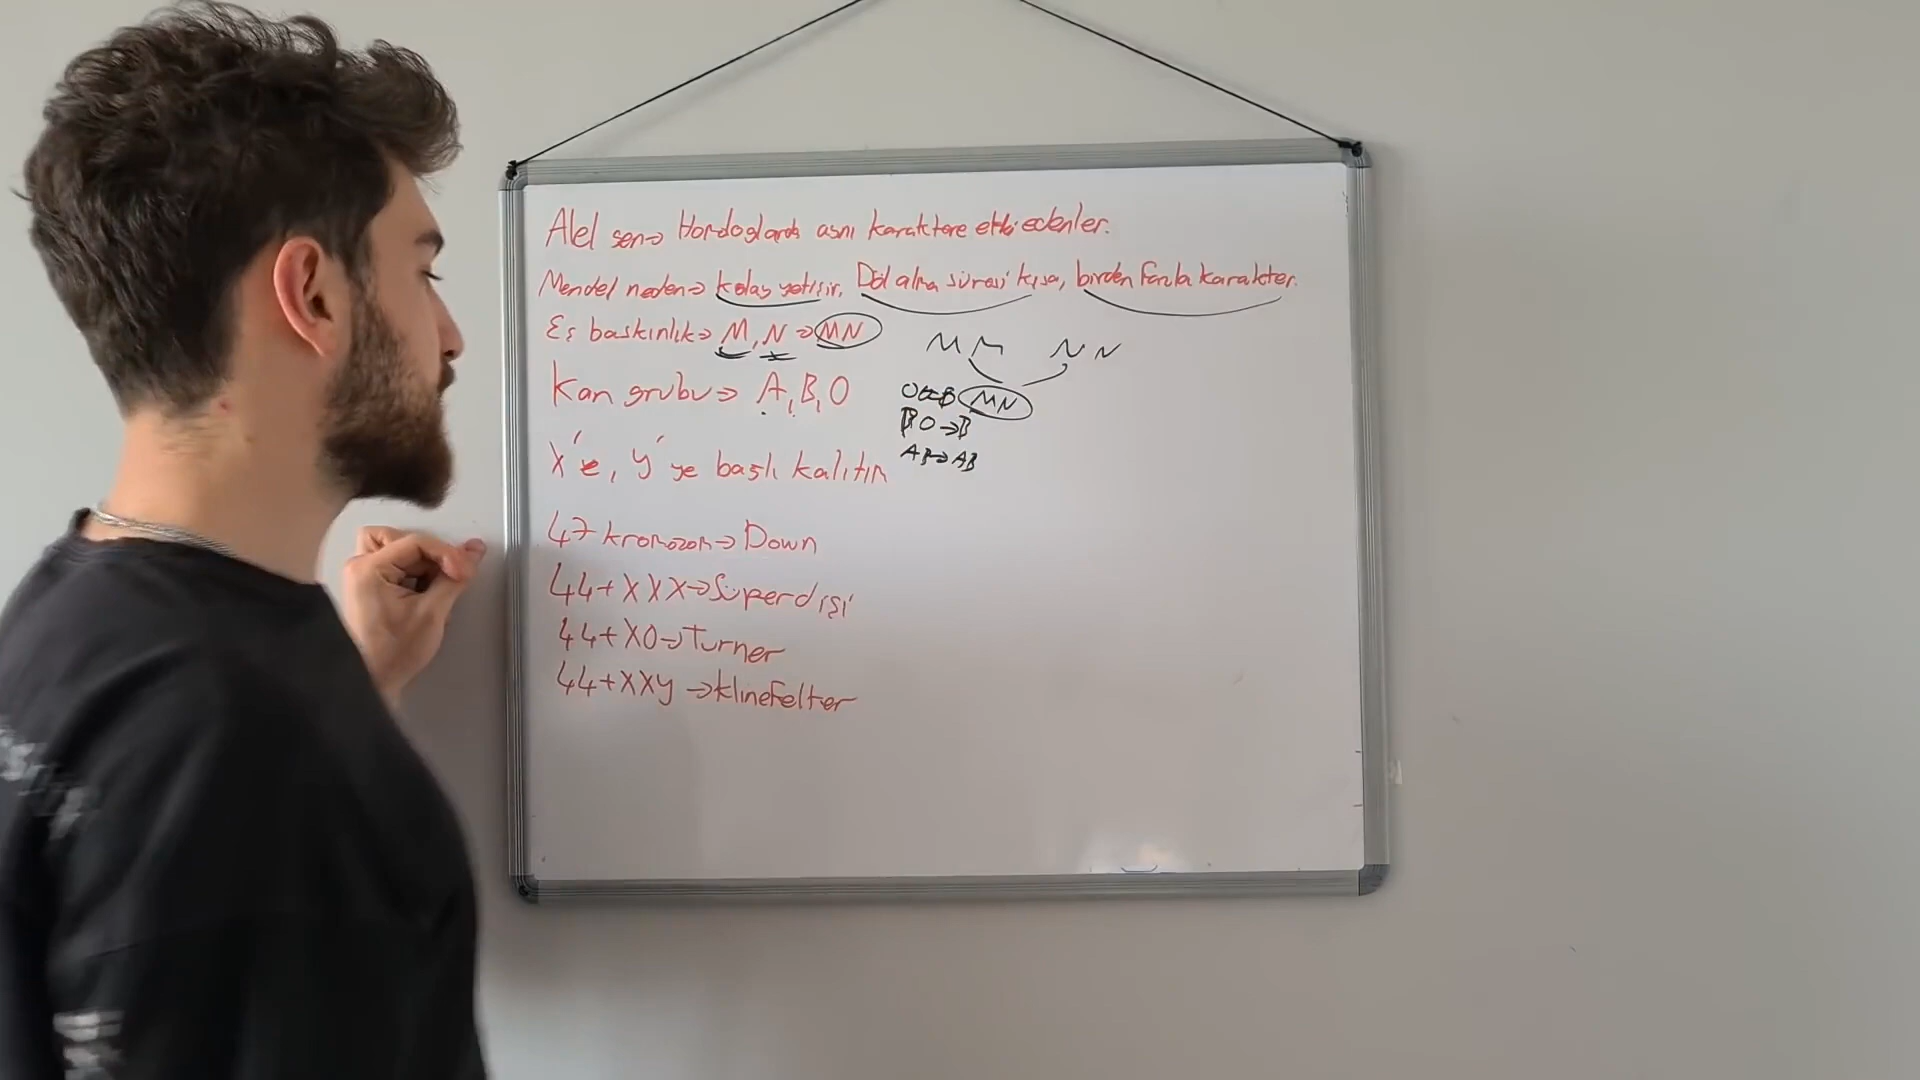 Alel gen→ Homologlarda aynı karaktere etki edenler.
Mendel neden→ kolay yetişir, Döl alma süresi kısa, birden fazla karakter.
Eş baskınlık→ M, N→ MN
MM NN
MN
Kan grubu→ A, B, O
BO→B
AB→AB
X'e, Y'ye bağlı kalıtım
47 kromozom→ Down
44+XXX→Süperdişi
44+XO→Turner
44+XXY→klinefelter